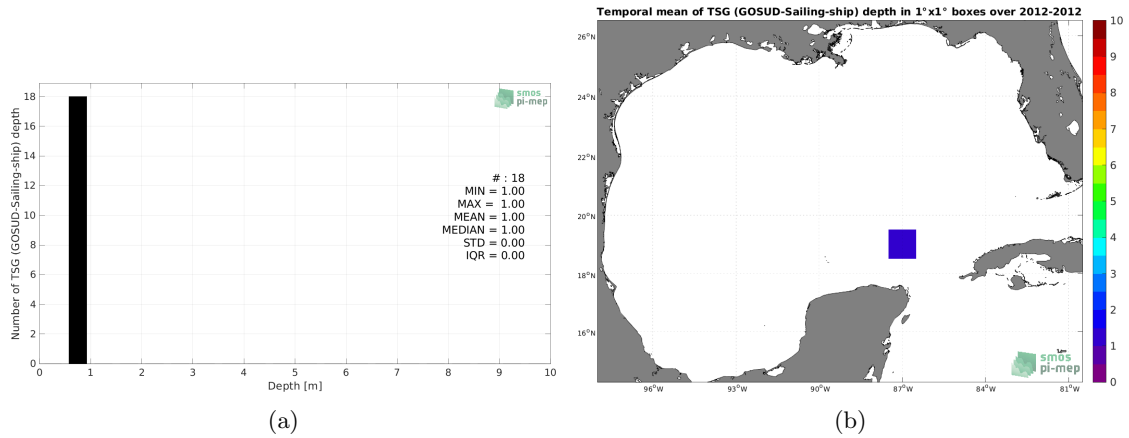 Number of TSG (GOSUD-Sailing-ship) depth
18
16
14
12
10
8
6
4
2
0
0 1 2 3 4 5 6 7 8 9 10
Depth [m]
smos
pi-mep
# : 18
MIN = 1.00
MAX = 1.00
MEAN = 1.00
MEDIAN = 1.00
STD = 0.00
IQR = 0.00
(a)
Temporal mean of TSG (GOSUD-Sailing-ship) depth in 1°x1° boxes over 2012-2012
26°N
24°N
22°N
20°N
18°N
16°N
96°W 93°W 90°W 87°W 84°W 81°W
smos
pi-mep
10
9
8
7
6
5
4
3
2
1
0
(b)